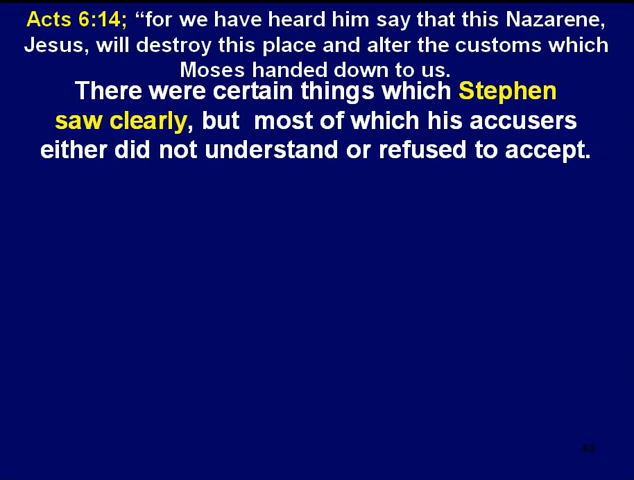 Acts 6:14; “for we have heard him say that this Nazarene,
Jesus, will destroy this place and alter the customs which
Moses handed down to us.
There were certain things which Stephen
saw clearly, but  most of which his accusers
either did not understand or refused to accept.